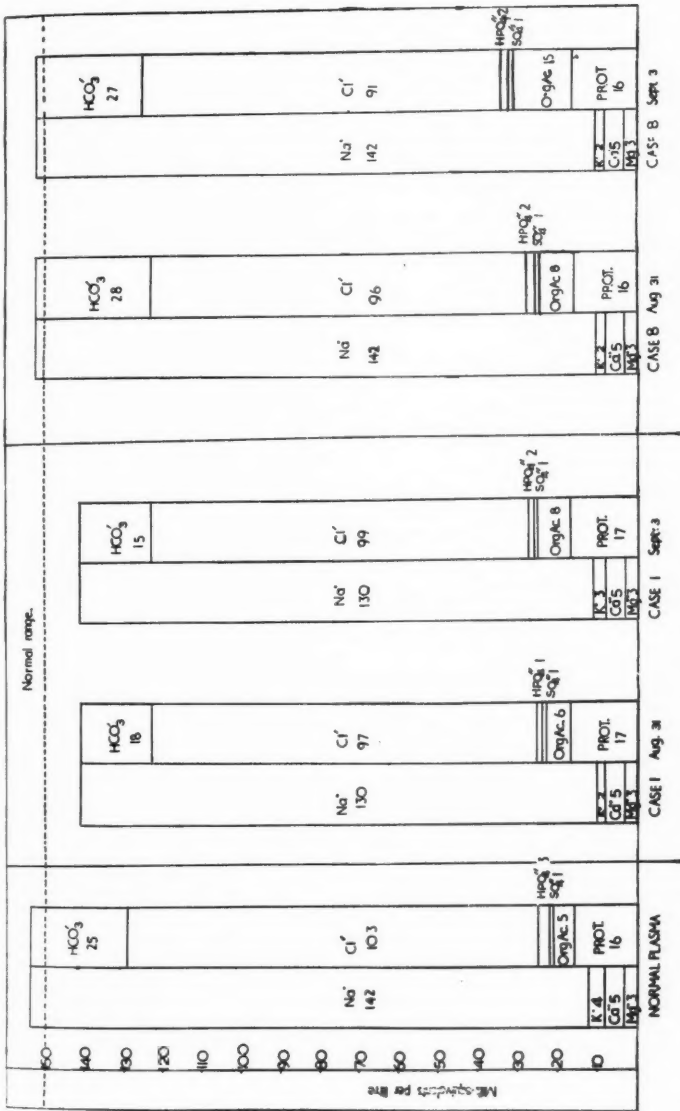 Normal range.
Milli-equivalents per litre
150
140
130
120
110
100
90
80
70
60
50
40
30
20
10
Na˙
142
K˙ 4
Ca¨5
Mg¨3
HCO₃′
25
Cl′
103
HPO₄″ 3
SO₄″ 1
OrgAc. 5
PROT.
16
NORMAL PLASMA
Na˙
130
K˙ 2
Ca¨5
Mg¨3
HCO₃′
18
Cl′
97
HPO₄″ 1
SO₄″ 1
OrgAc. 6
PROT.
17
CASE I Aug. 31
Na˙
130
K˙ 3
Ca¨5
Mg¨3
HCO₃′
15
Cl′
99
HPO₄″ 2
SO₄″ 1
OrgAc 8
PROT.
17
CASE I Sept. 3
Na˙
142
K˙ 2
Ca¨5
Mg¨3
HCO₃′
28
Cl′
96
HPO₄″ 2
SO₄″ 1
OrgAc 8
PROT.
16
CASE 8 Aug 31
Na˙
142
K˙ 2
Ca¨5
Mg¨3
HCO₃′
27
Cl′
91
HPO₄″2
SO₄″ 1
OrgAc 15
PROT
16
CASE 8 Sept 3